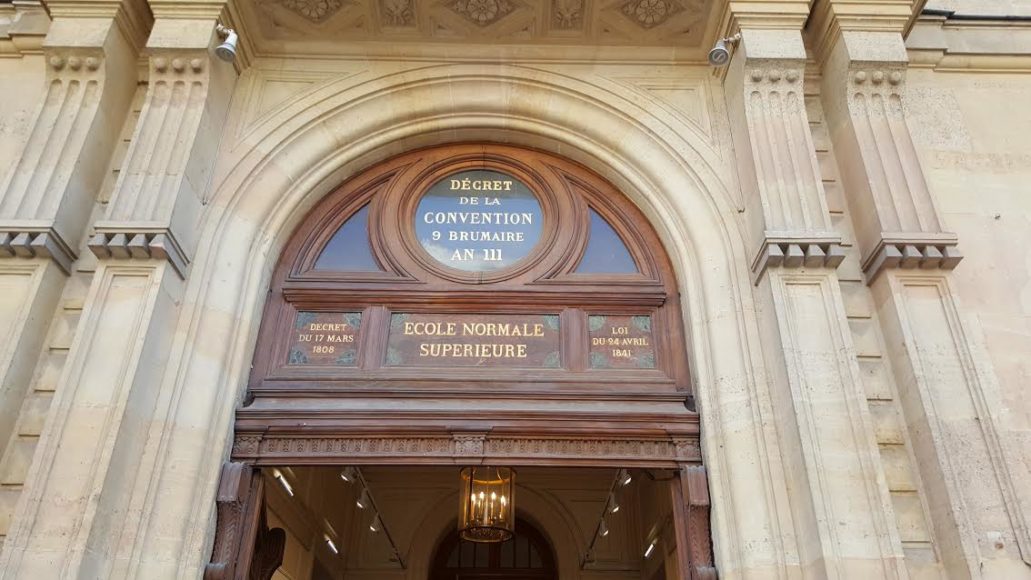 DÉCRET
DE LA
CONVENTION
9 BRUMAIRE
AN III
DECRET
DU 17 MARS
1808
ECOLE NORMALE
SUPERIEURE
LOI
DU 24 AVRIL
1841